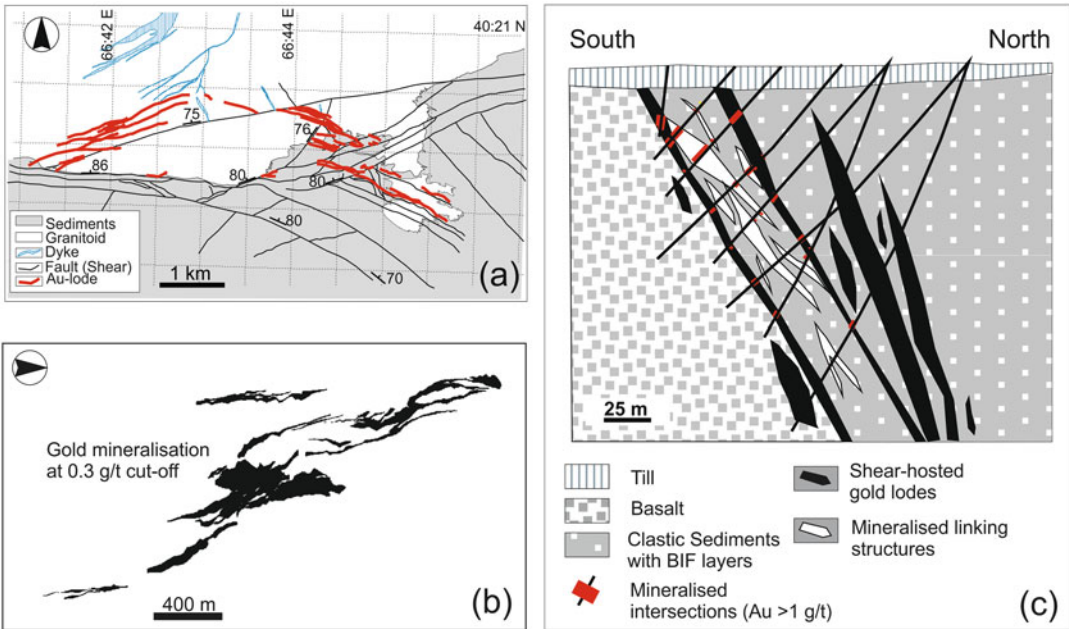 66:42 E
66:44 E
40:21 N
75
76
86
80
80
80
70
Sediments
Granitoid
Dyke
Fault (Shear)
Au-lode
1 km
(a)
Gold mineralisation
at 0.3 g/t cut-off
400 m
(b)
South
North
25 m
Till
Basalt
Clastic Sediments
with BIF layers
Mineralised
intersections (Au >1 g/t)
Shear-hosted
gold lodes
Mineralised linking
structures
(c)